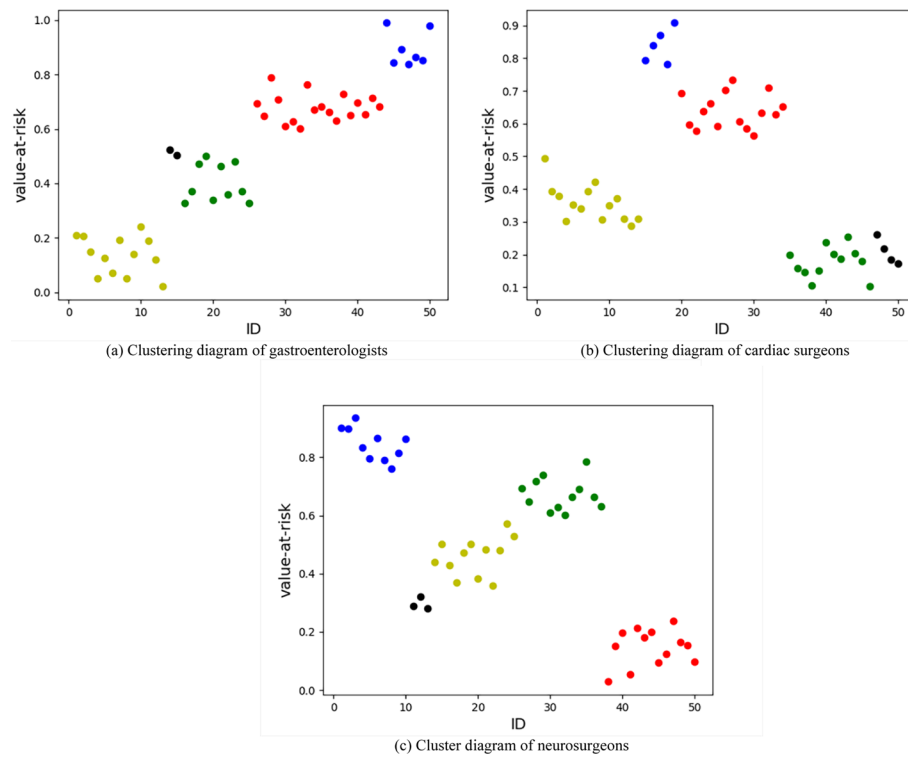 1.0
0.8
0.6
0.4
0.2
0.0
value-at-risk
0 10 20 30 40 50
ID
(a) Clustering diagram of gastroenterologists
0.9
0.8
0.7
0.6
0.5
0.4
0.3
0.2
0.1
value-at-risk
0 10 20 30 40 50
ID
(b) Clustering diagram of cardiac surgeons
0.8
0.6
0.4
0.2
0.0
value-at-risk
0 10 20 30 40 50
ID
(c) Cluster diagram of neurosurgeons